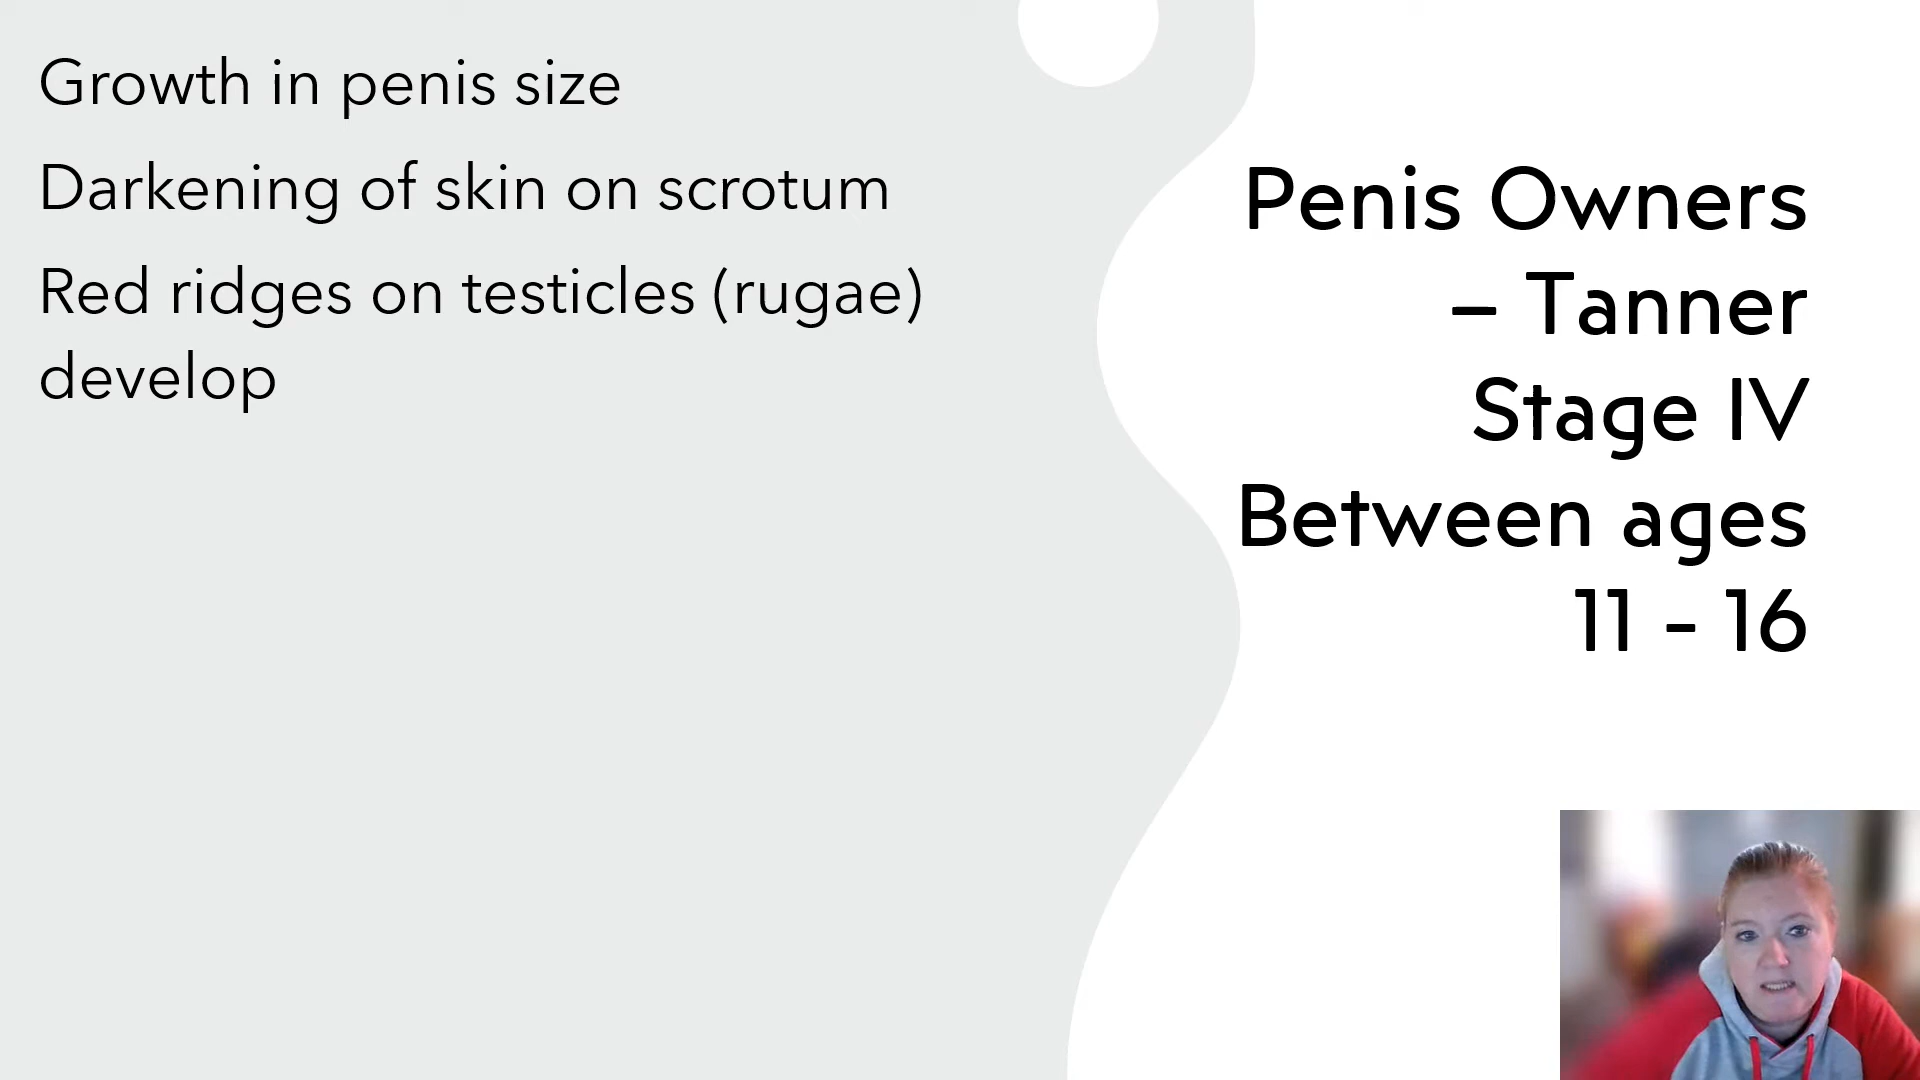 Growth in penis size
Darkening of skin on scrotum
Red ridges on testicles (rugae)
develop
Penis Owners
– Tanner
Stage IV
Between ages
11 - 16